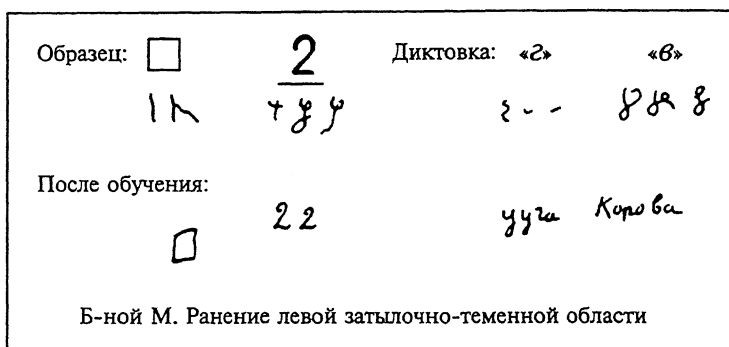 Образец: 2 Диктовка: «г» «в»
После обучения:
22 Корова
Б-ной М. Ранение левой затылочно-теменной области